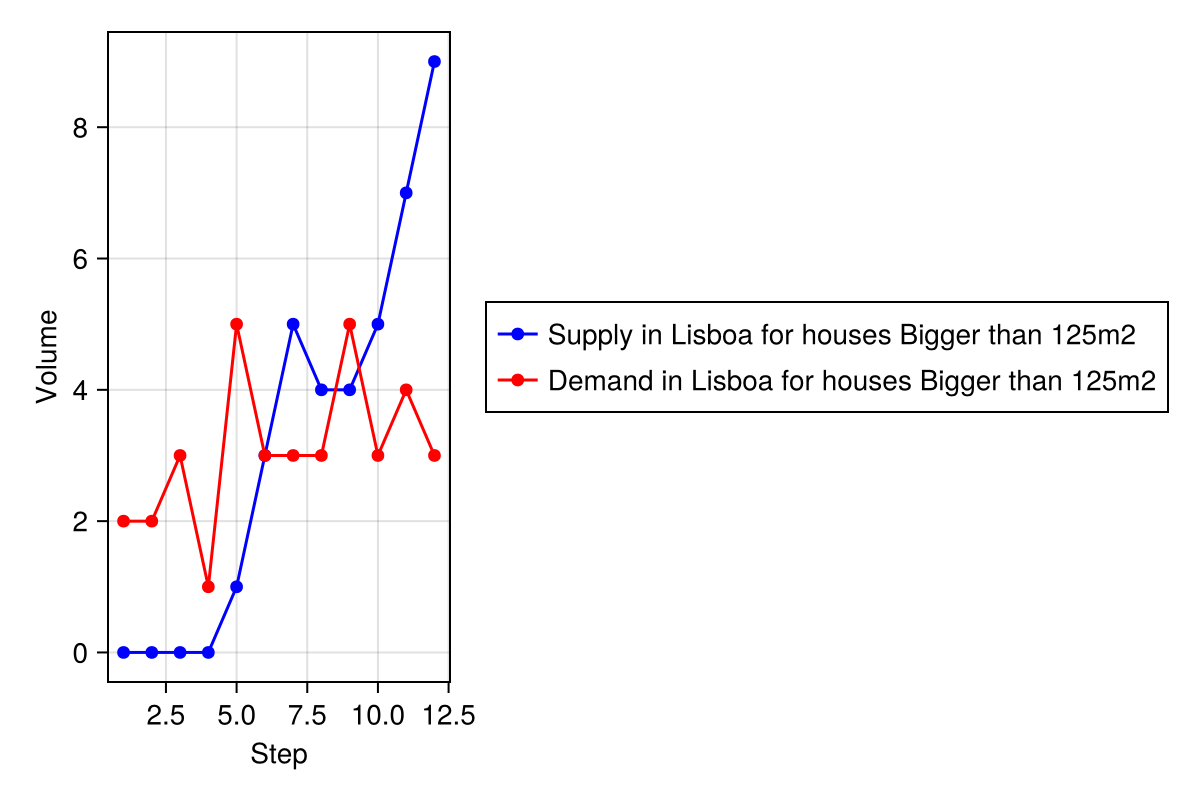 8
6
4
2
0
Volume
2.5 5.0 7.5 10.0 12.5
Step
Supply in Lisboa for houses Bigger than 125m2
Demand in Lisboa for houses Bigger than 125m2